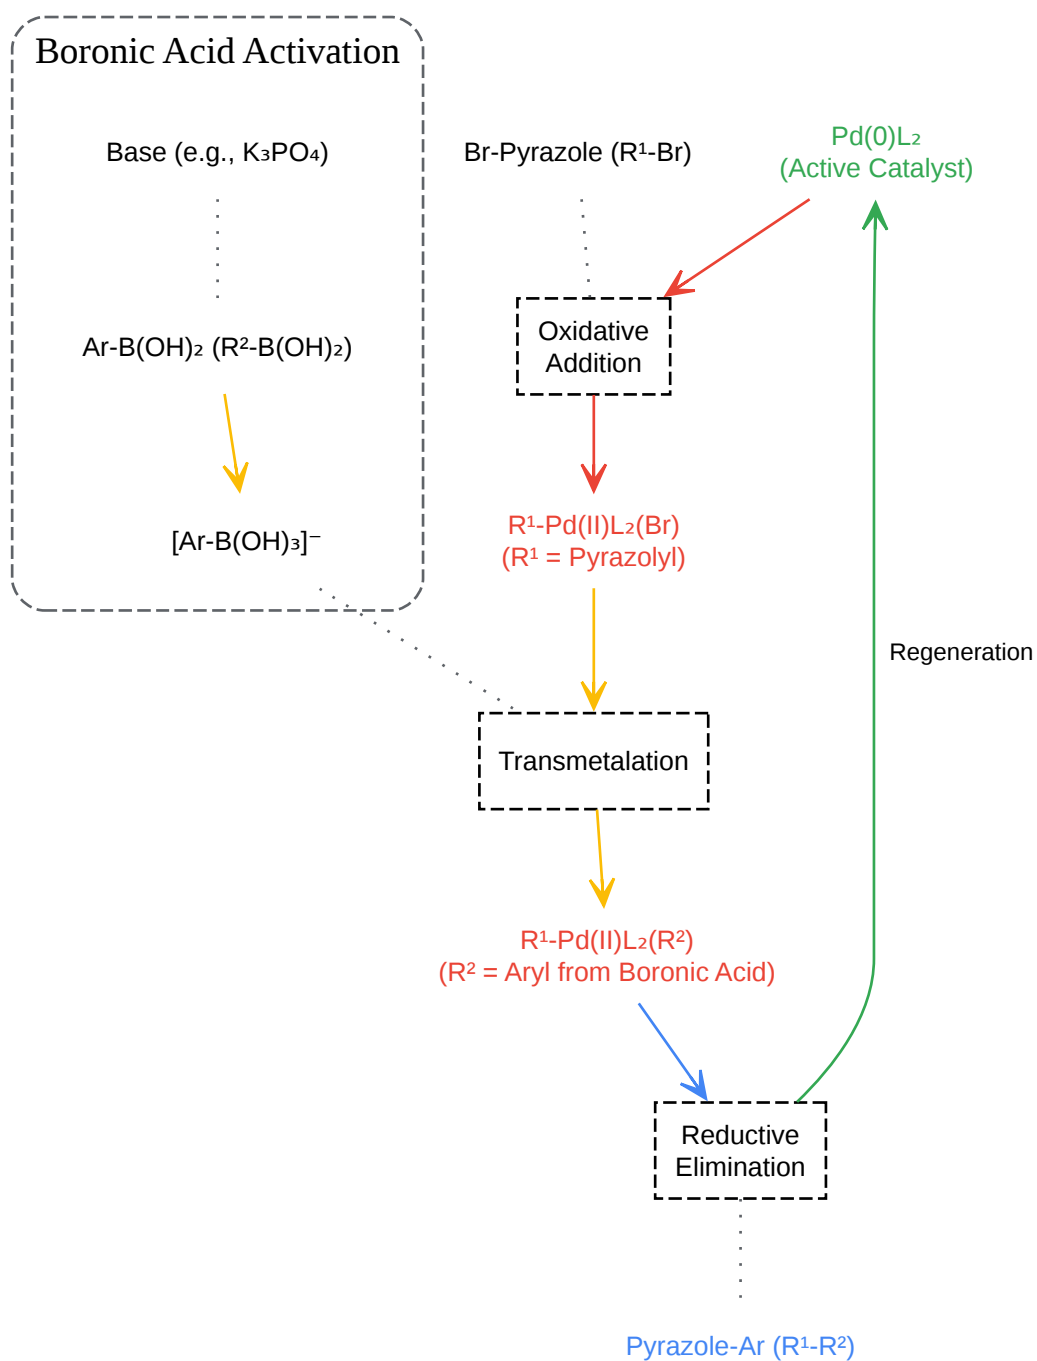 Boronic Acid Activation
Base (e.g., K₃PO₄)
Br-Pyrazole (R¹-Br)
Pd(0)L₂
(Active Catalyst)
Ar-B(OH)₂ (R²-B(OH)₂)
Oxidative
Addition
[Ar-B(OH)₃]⁻
R¹-Pd(II)L₂(Br)
(R¹ = Pyrazolyl)
Regeneration
Transmetalation
R¹-Pd(II)L₂(R²)
(R² = Aryl from Boronic Acid)
Reductive
Elimination
Pyrazole-Ar (R¹-R²)